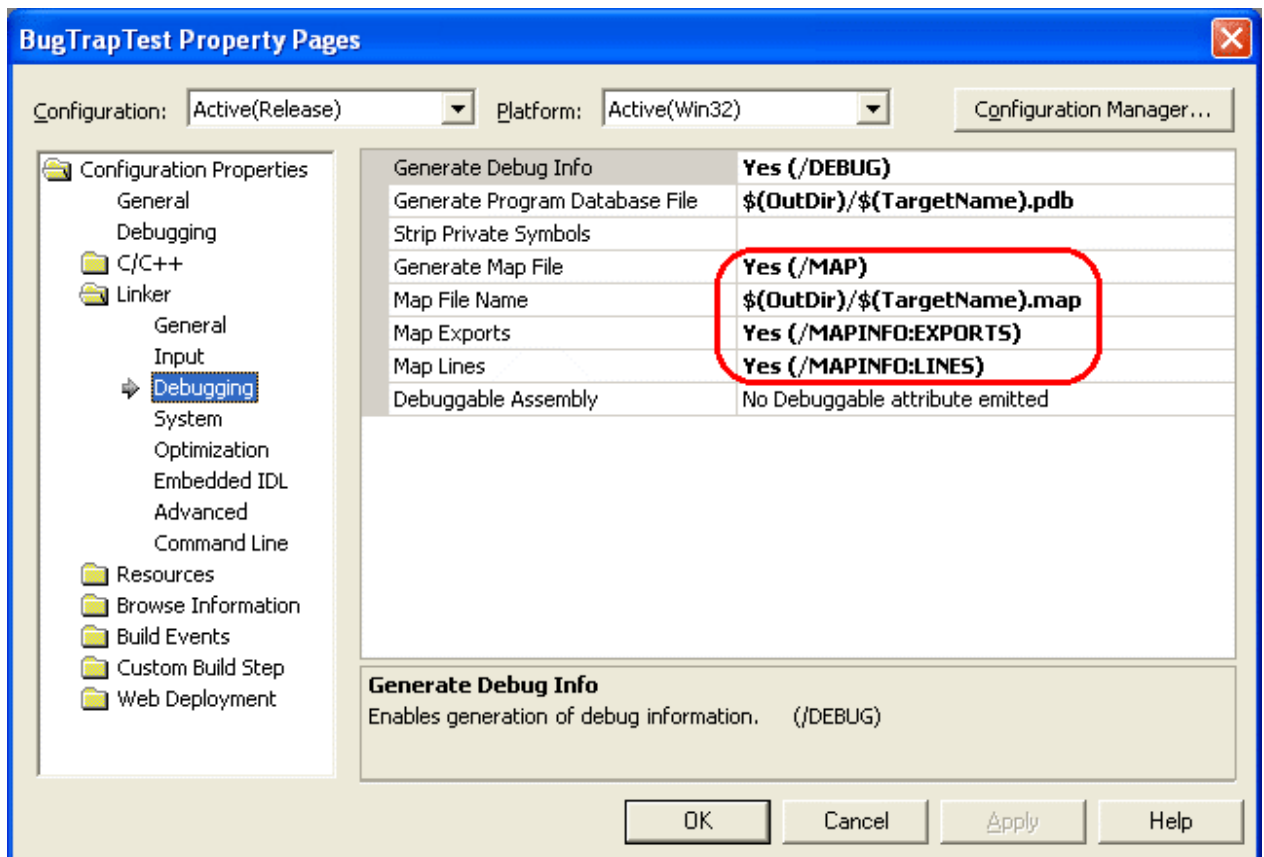 BugTrapTest Property Pages
Configuration: Active(Release) Platform: Active(Win32) Configuration Manager...
Configuration Properties
General
Debugging
C/C++
Linker
General
Input
Debugging
System
Optimization
Embedded IDL
Advanced
Command Line
Resources
Browse Information
Build Events
Custom Build Step
Web Deployment
Generate Debug Info Yes (/DEBUG)
Generate Program Database File $(OutDir)/$(TargetName).pdb
Strip Private Symbols
Generate Map File Yes (/MAP)
Map File Name $(OutDir)/$(TargetName).map
Map Exports Yes (/MAPINFO:EXPORTS)
Map Lines Yes (/MAPINFO:LINES)
Debuggable Assembly No Debuggable attribute emitted
Generate Debug Info
Enables generation of debug information. (/DEBUG)
OK Cancel Apply Help